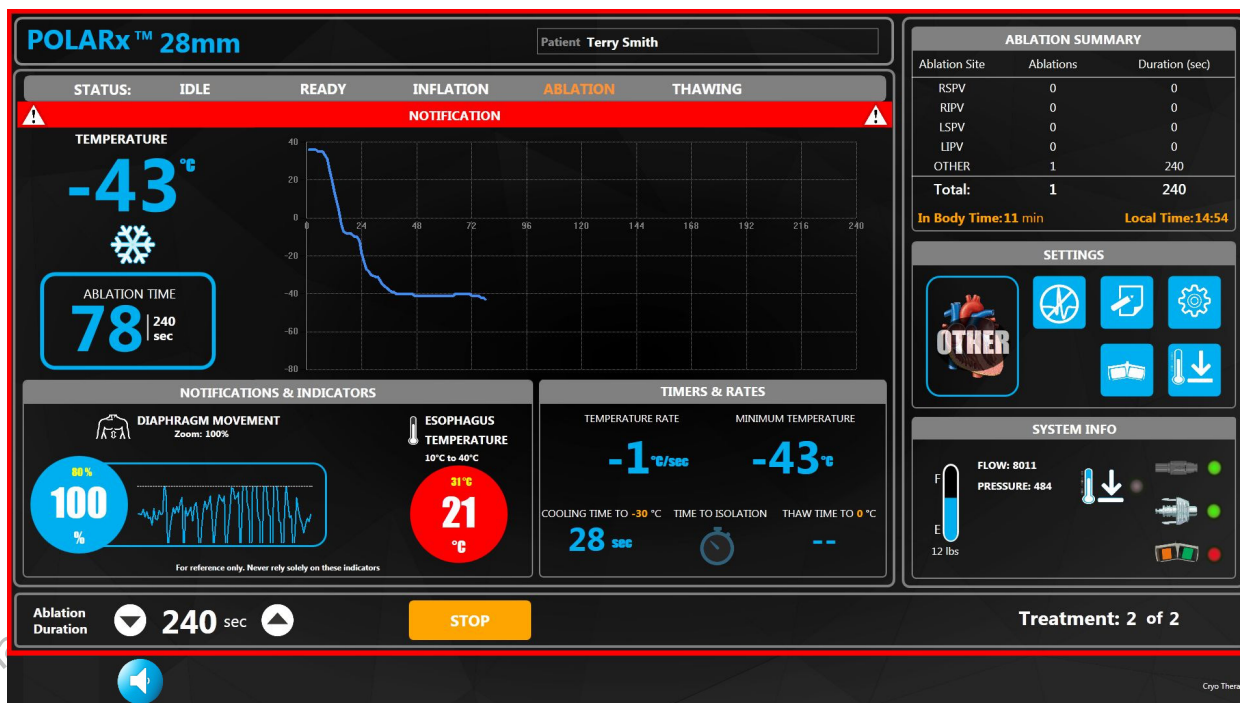 POLARx™ 28mm
Patient Terry Smith
STATUS: IDLE READY INFLATION ABLATION THAWING
NOTIFICATION
TEMPERATURE
-43°C
ABLATION TIME
78 240 sec
40
20
0
-20
-40
-60
-80
0 24 48 72 96 120 144 168 192 216 240
NOTIFICATIONS & INDICATORS
DIAPHRAGM MOVEMENT
Zoom: 100%
80 %
100
%
ESOPHAGUS
TEMPERATURE
10°C to 40°C
31°C
21
°C
For reference only. Never rely solely on these indicators
TIMERS & RATES
TEMPERATURE RATE MINIMUM TEMPERATURE
-1 °C/sec -43°C
COOLING TIME TO -30 °C TIME TO ISOLATION THAW TIME TO 0 °C
28 sec --
ABLATION SUMMARY
Ablation Site Ablations Duration (sec)
RSPV 0 0
RIPV 0 0
LSPV 0 0
LIPV 0 0
OTHER 1 240
Total: 1 240
In Body Time: 11 min Local Time: 14:54
SETTINGS
OTHER
SYSTEM INFO
F
E
12 lbs
FLOW: 8011
PRESSURE: 484
Ablation
Duration
240 sec
STOP
Treatment: 2 of 2